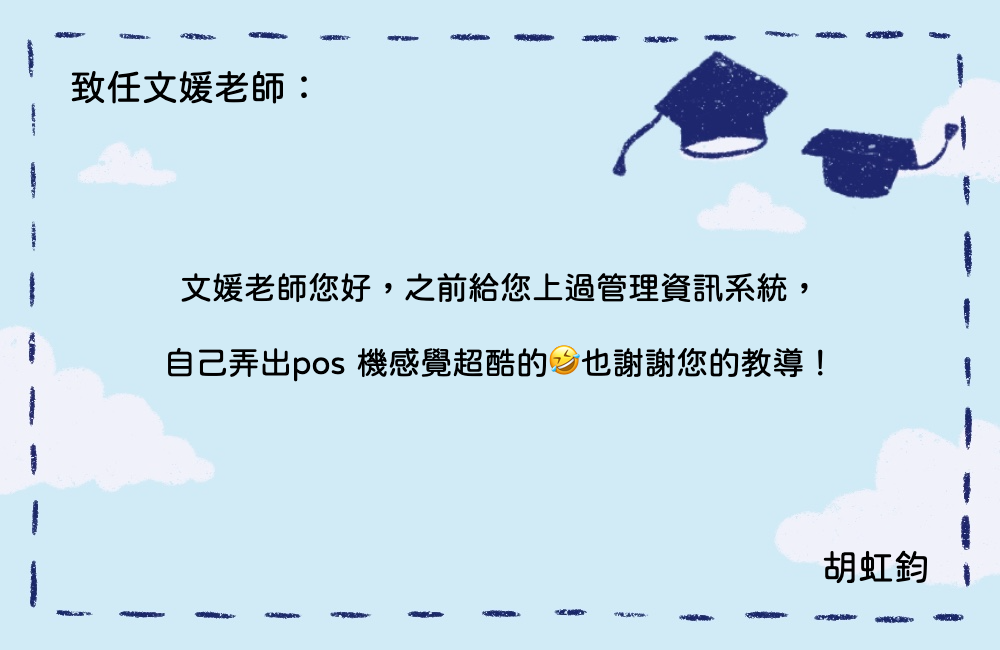 致任文媛老師：
文媛老師您好，之前給您上過管理資訊系統，
自己弄出pos 機感覺超酷的🤣也謝謝您的教導！
胡虹鈞